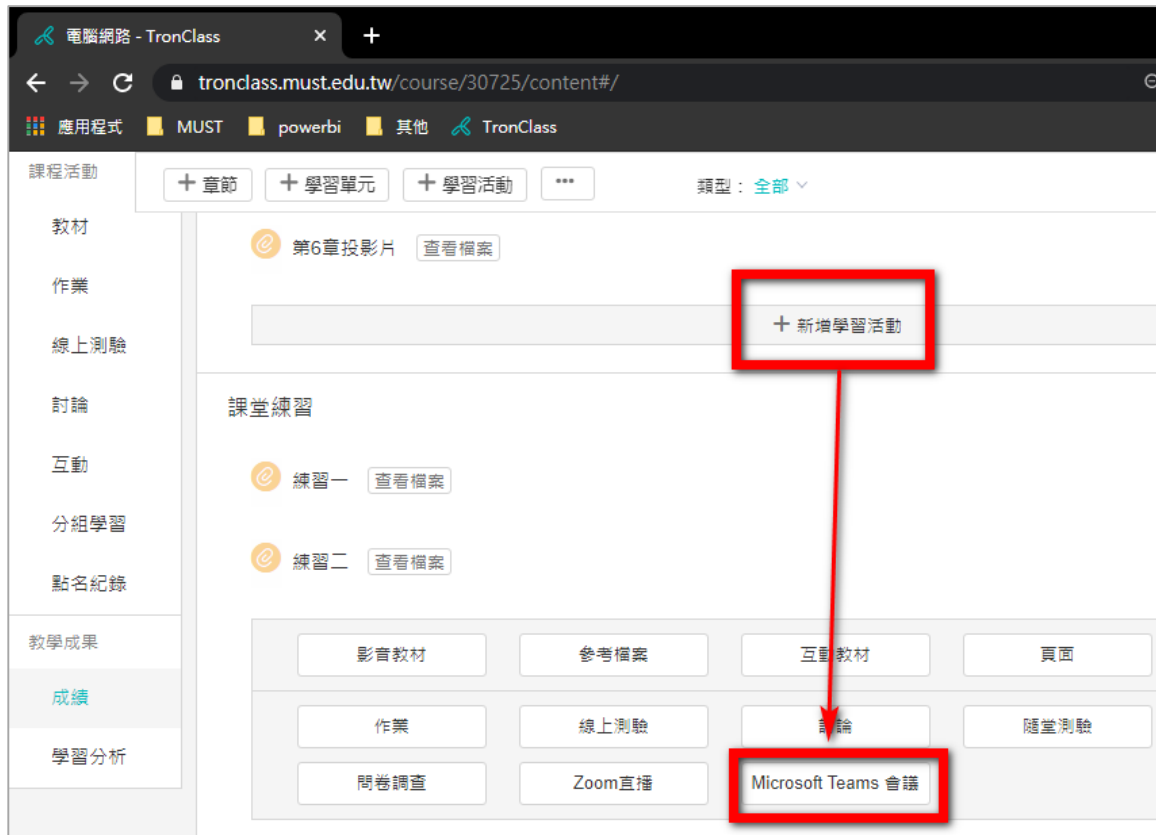 電腦網路 - TronClass
tronclass.must.edu.tw/course/30725/content#/
應用程式 MUST powerbi 其他 TronClass
課程活動
章節 學習單元 學習活動 ••• 類型： 全部
教材
第6章投影片 查看檔案
作業
新增學習活動
線上測驗
討論
課堂練習
互動
練習一 查看檔案
分組學習
練習二 查看檔案
點名紀錄
教學成果
影音教材 參考檔案 互動教材 頁面
成績
作業 線上測驗 討論 隨堂測驗
學習分析
問卷調查 Zoom直播 Microsoft Teams 會議